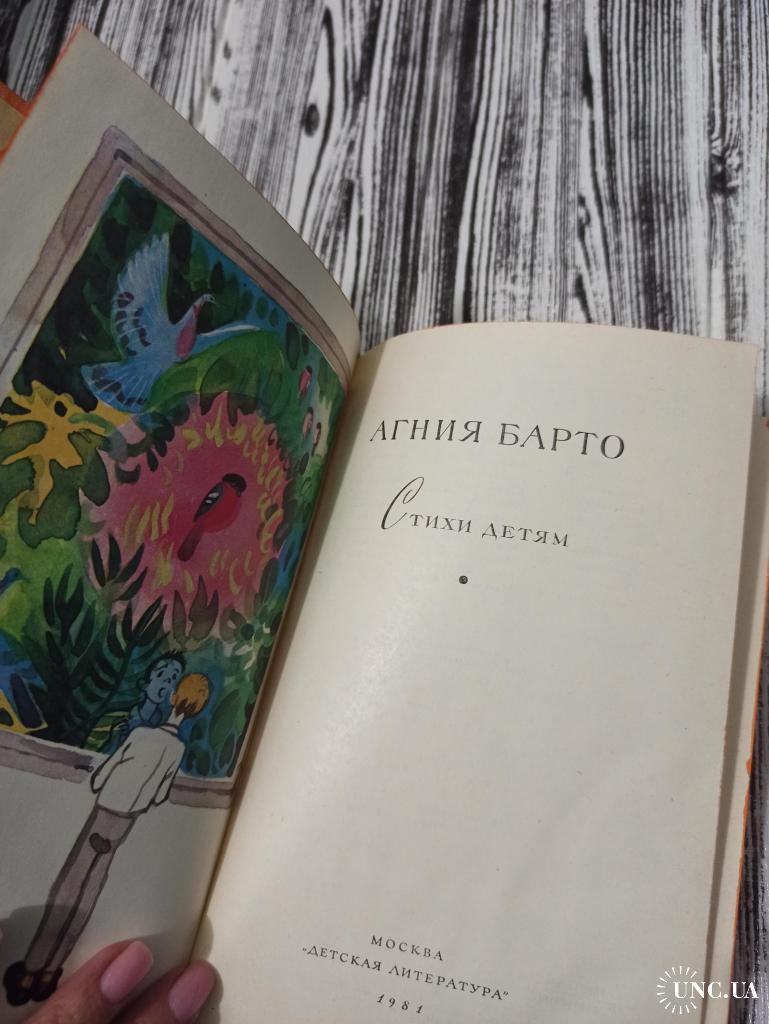 АГНИЯ БАРТО
Стихи детям
МОСКВА
"ДЕТСКАЯ ЛИТЕРАТУРА"
1981
UNC.UA